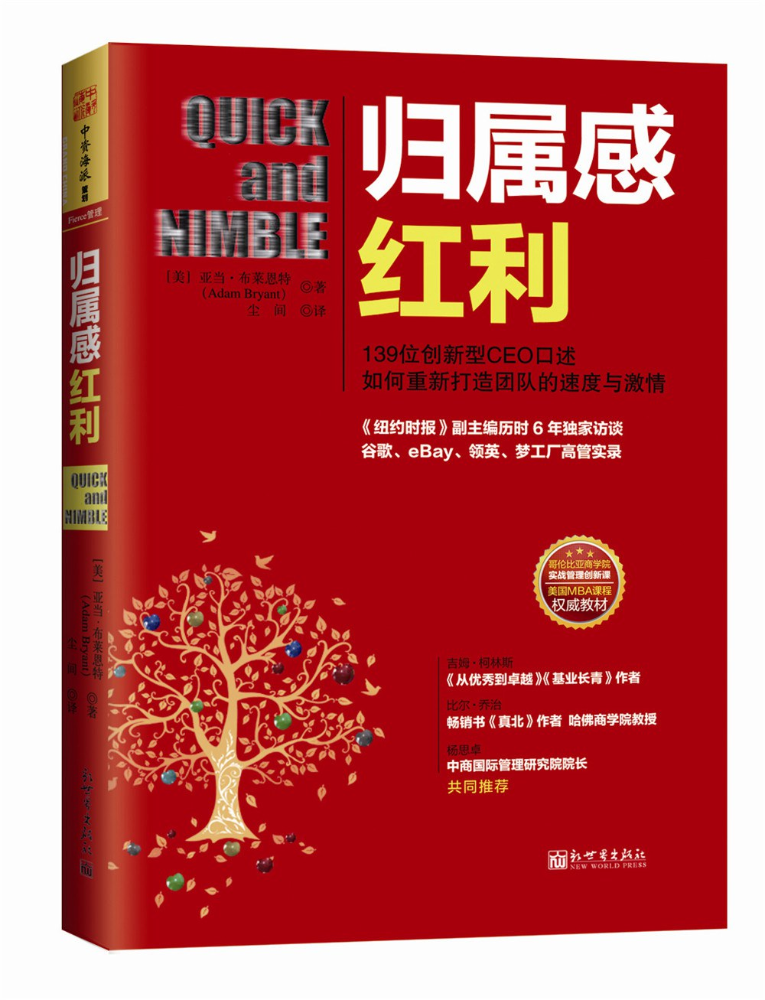 中资海派
策划
GRAND CHINA
Fierce管理
归属感
红利
QUICK
and
NIMBLE
[美] 亚当·布莱恩特
(Adam Bryant)
◎著
尘 间 ◎译
新世界出版社
QUICK
and
NIMBLE
[美] 亚当·布莱恩特
(Adam Bryant)
◎著
尘 间 ◎译
归属感
红利
139位创新型CEO口述
如何重新打造团队的速度与激情
《纽约时报》副主编历时 6 年独家访谈
谷歌、eBay、领英、梦工厂高管实录
哥伦比亚商学院
实战管理创新课
美国MBA课程
权威教材
吉姆·柯林斯
《从优秀到卓越》《基业长青》作者
比尔·乔治
畅销书《真北》作者 哈佛商学院教授
杨思卓
中商国际管理研究院院长
共同推荐
新世界出版社
NEW WORLD PRESS